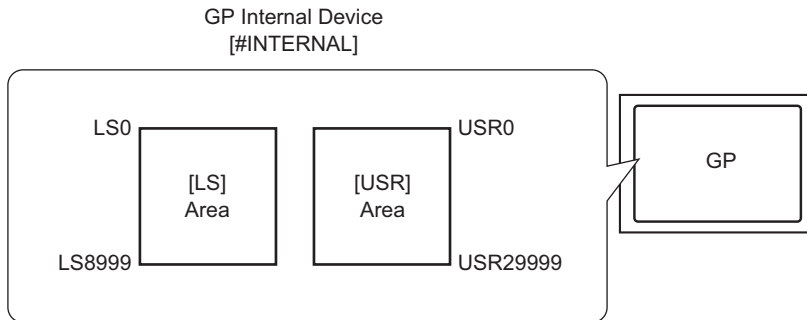 GP Internal Device
[#INTERNAL]
LS0
USR0
[LS]
Area
[USR]
Area
GP
LS8999
USR29999